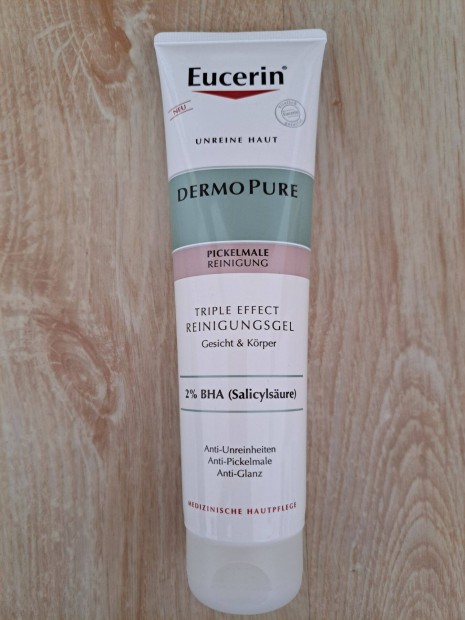 Eucerin®
NEU
UNREINE HAUT
DERMOPURE
PICKELMALE
REINIGUNG
TRIPLE EFFECT
REINIGUNGSGEL
Gesicht & Körper
2% BHA (Salicylsäure)
Anti-Unreinheiten
Anti-Pickelmale
Anti-Glanz
MEDIZINISCHE HAUTPFLEGE